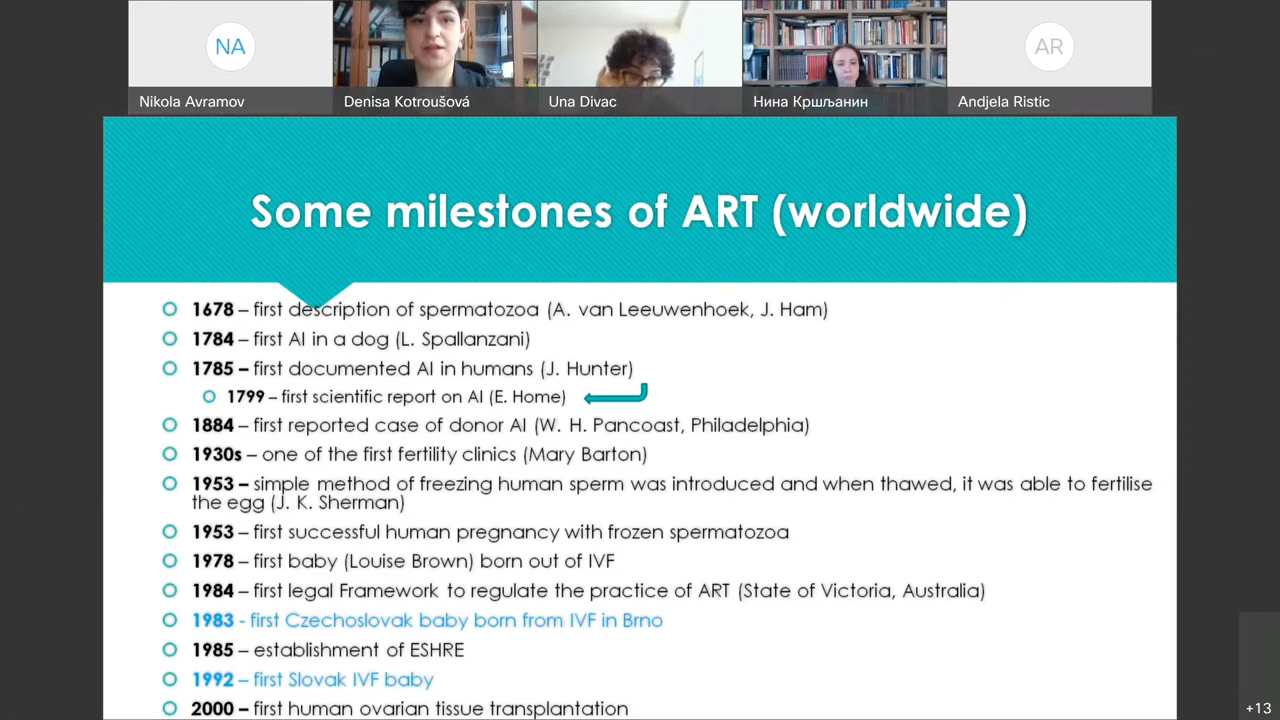 NA
AR
Nikola Avramov
Denisa Kotroušová
Una Divac
Нина Кршљанин
Andjela Ristic
Some milestones of ART (worldwide)
1678 – first description of spermatozoa (A. van Leeuwenhoek, J. Ham)
1784 – first AI in a dog (L. Spallanzani)
1785 – first documented AI in humans (J. Hunter)
1799 – first scientific report on AI (E. Home)
1884 – first reported case of donor AI (W. H. Pancoast, Philadelphia)
1930s – one of the first fertility clinics (Mary Barton)
1953 – simple method of freezing human sperm was introduced and when thawed, it was able to fertilise
the egg (J. K. Sherman)
1953 – first successful human pregnancy with frozen spermatozoa
1978 – first baby (Louise Brown) born out of IVF
1984 – first legal Framework to regulate the practice of ART (State of Victoria, Australia)
1983 - first Czechoslovak baby born from IVF in Brno
1985 – establishment of ESHRE
1992 – first Slovak IVF baby
2000 – first human ovarian tissue transplantation
+13